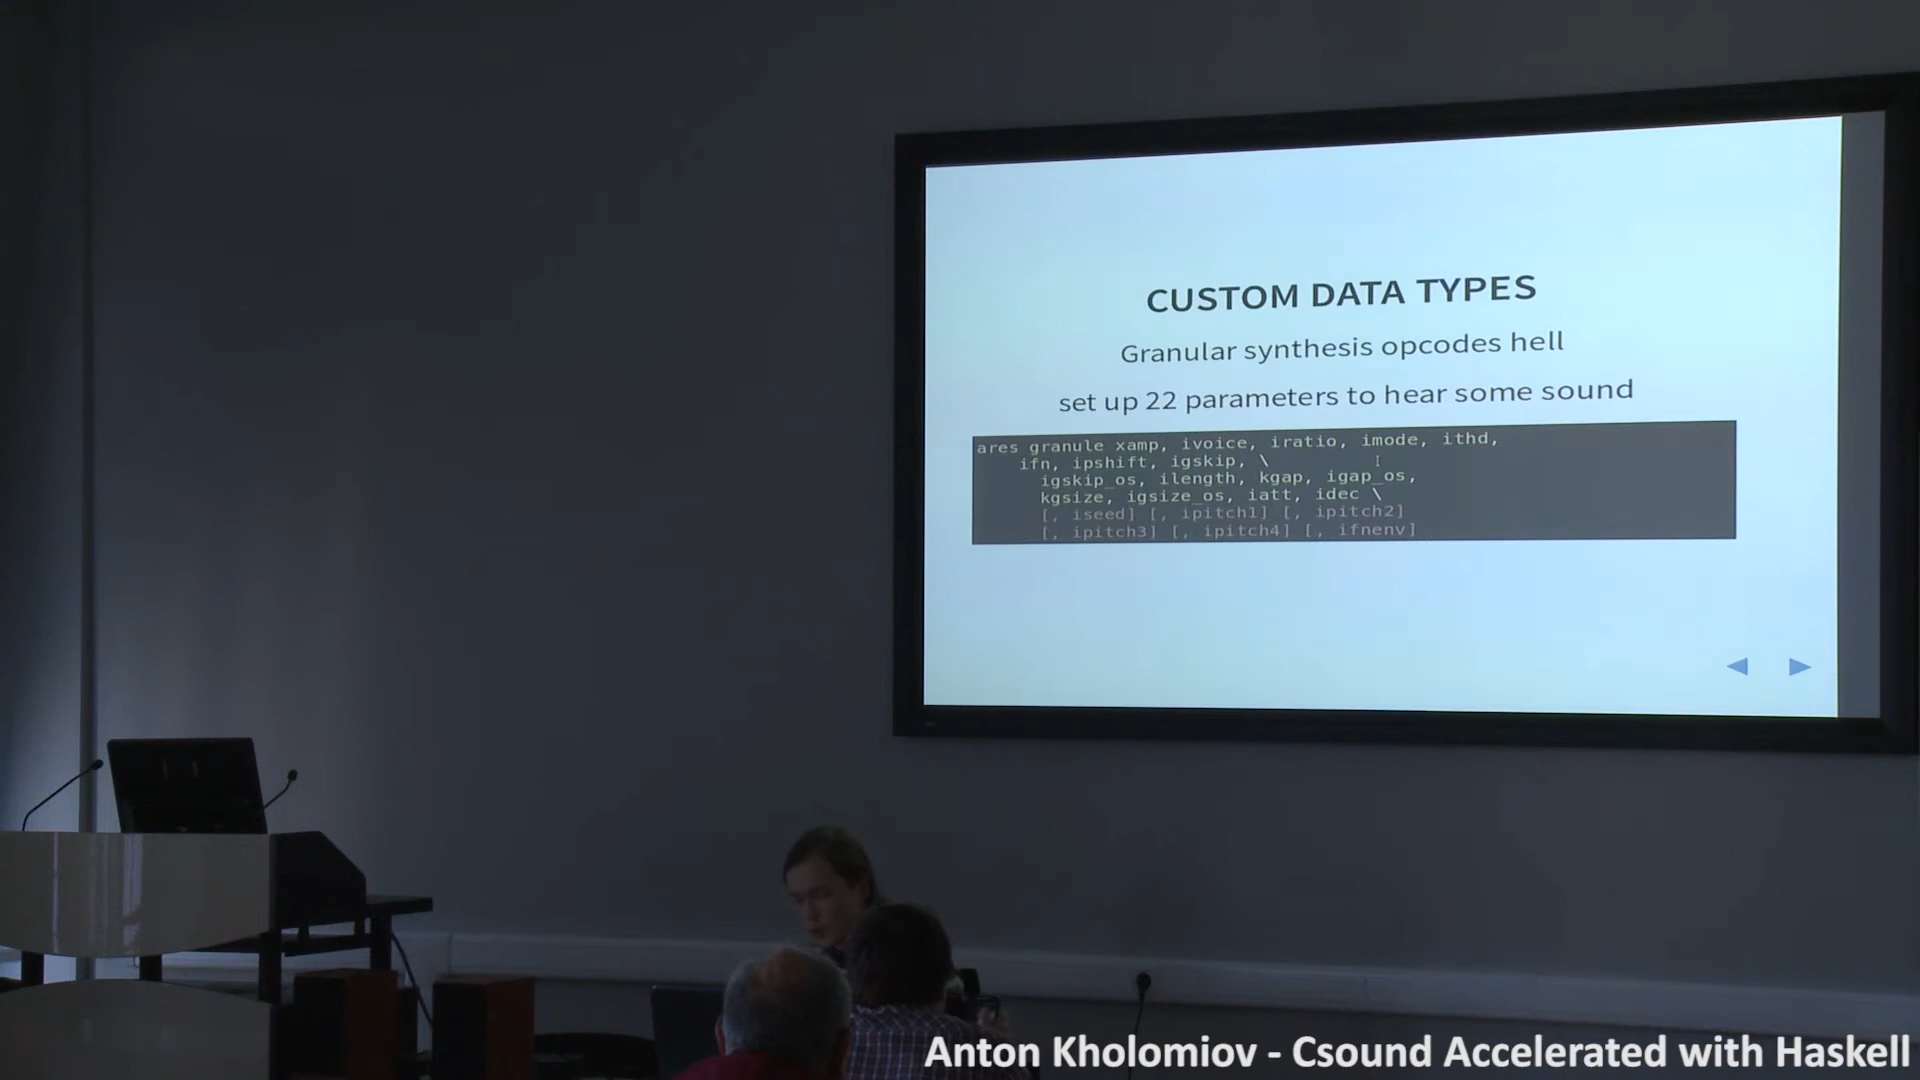 CUSTOM DATA TYPES
Granular synthesis opcodes hell
set up 22 parameters to hear some sound
ares granule xamp, ivoice, iratio, imode, ithd,
ifn, ipshift, igskip, \
igskip_os, ilength, kgap, igap_os,
kgsize, igsize_os, iatt, idec \
[, iseed] [, ipitch1] [, ipitch2]
[, ipitch3] [, ipitch4] [, ifnenv]
Anton Kholomiov - Csound Accelerated with Haskell